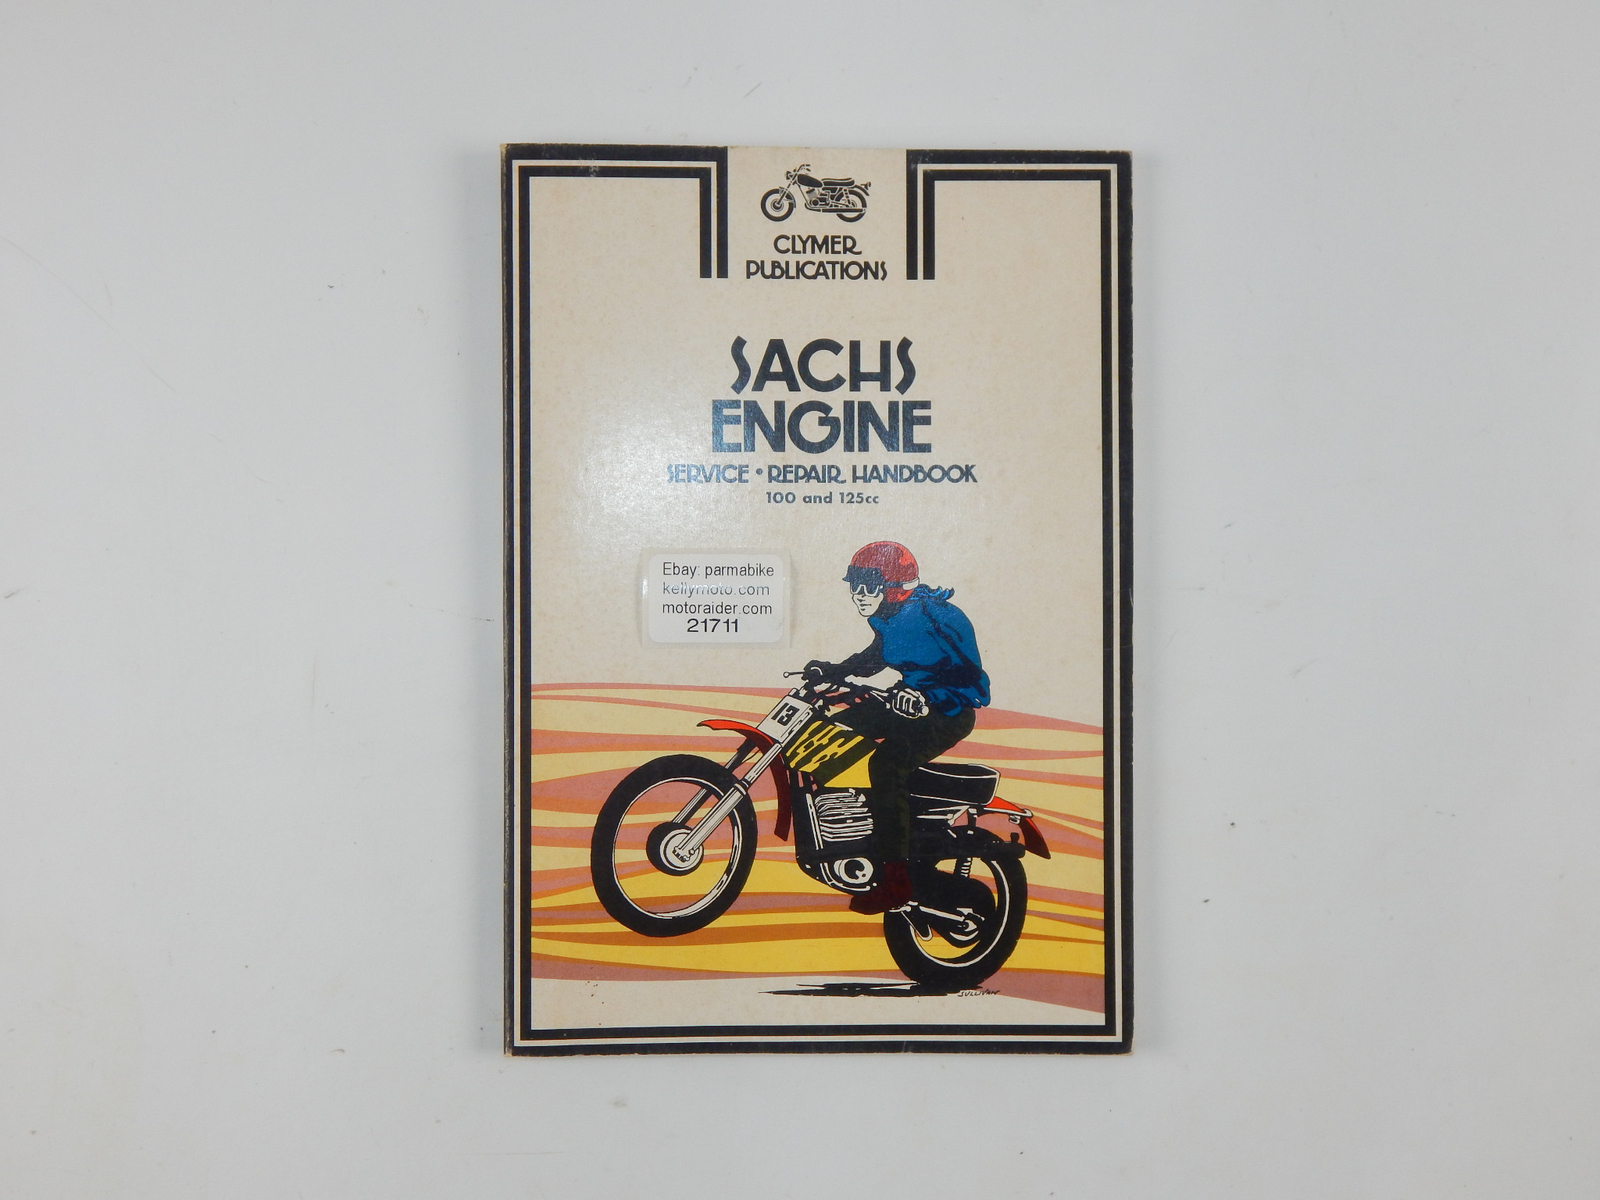 CLYMER
PUBLICATIONS
SACHS
ENGINE
SERVICE • REPAIR HANDBOOK
100 and 125cc
Ebay: parmabike
kellymoto.com
motoraider.com
21711
13
SULLIVAN